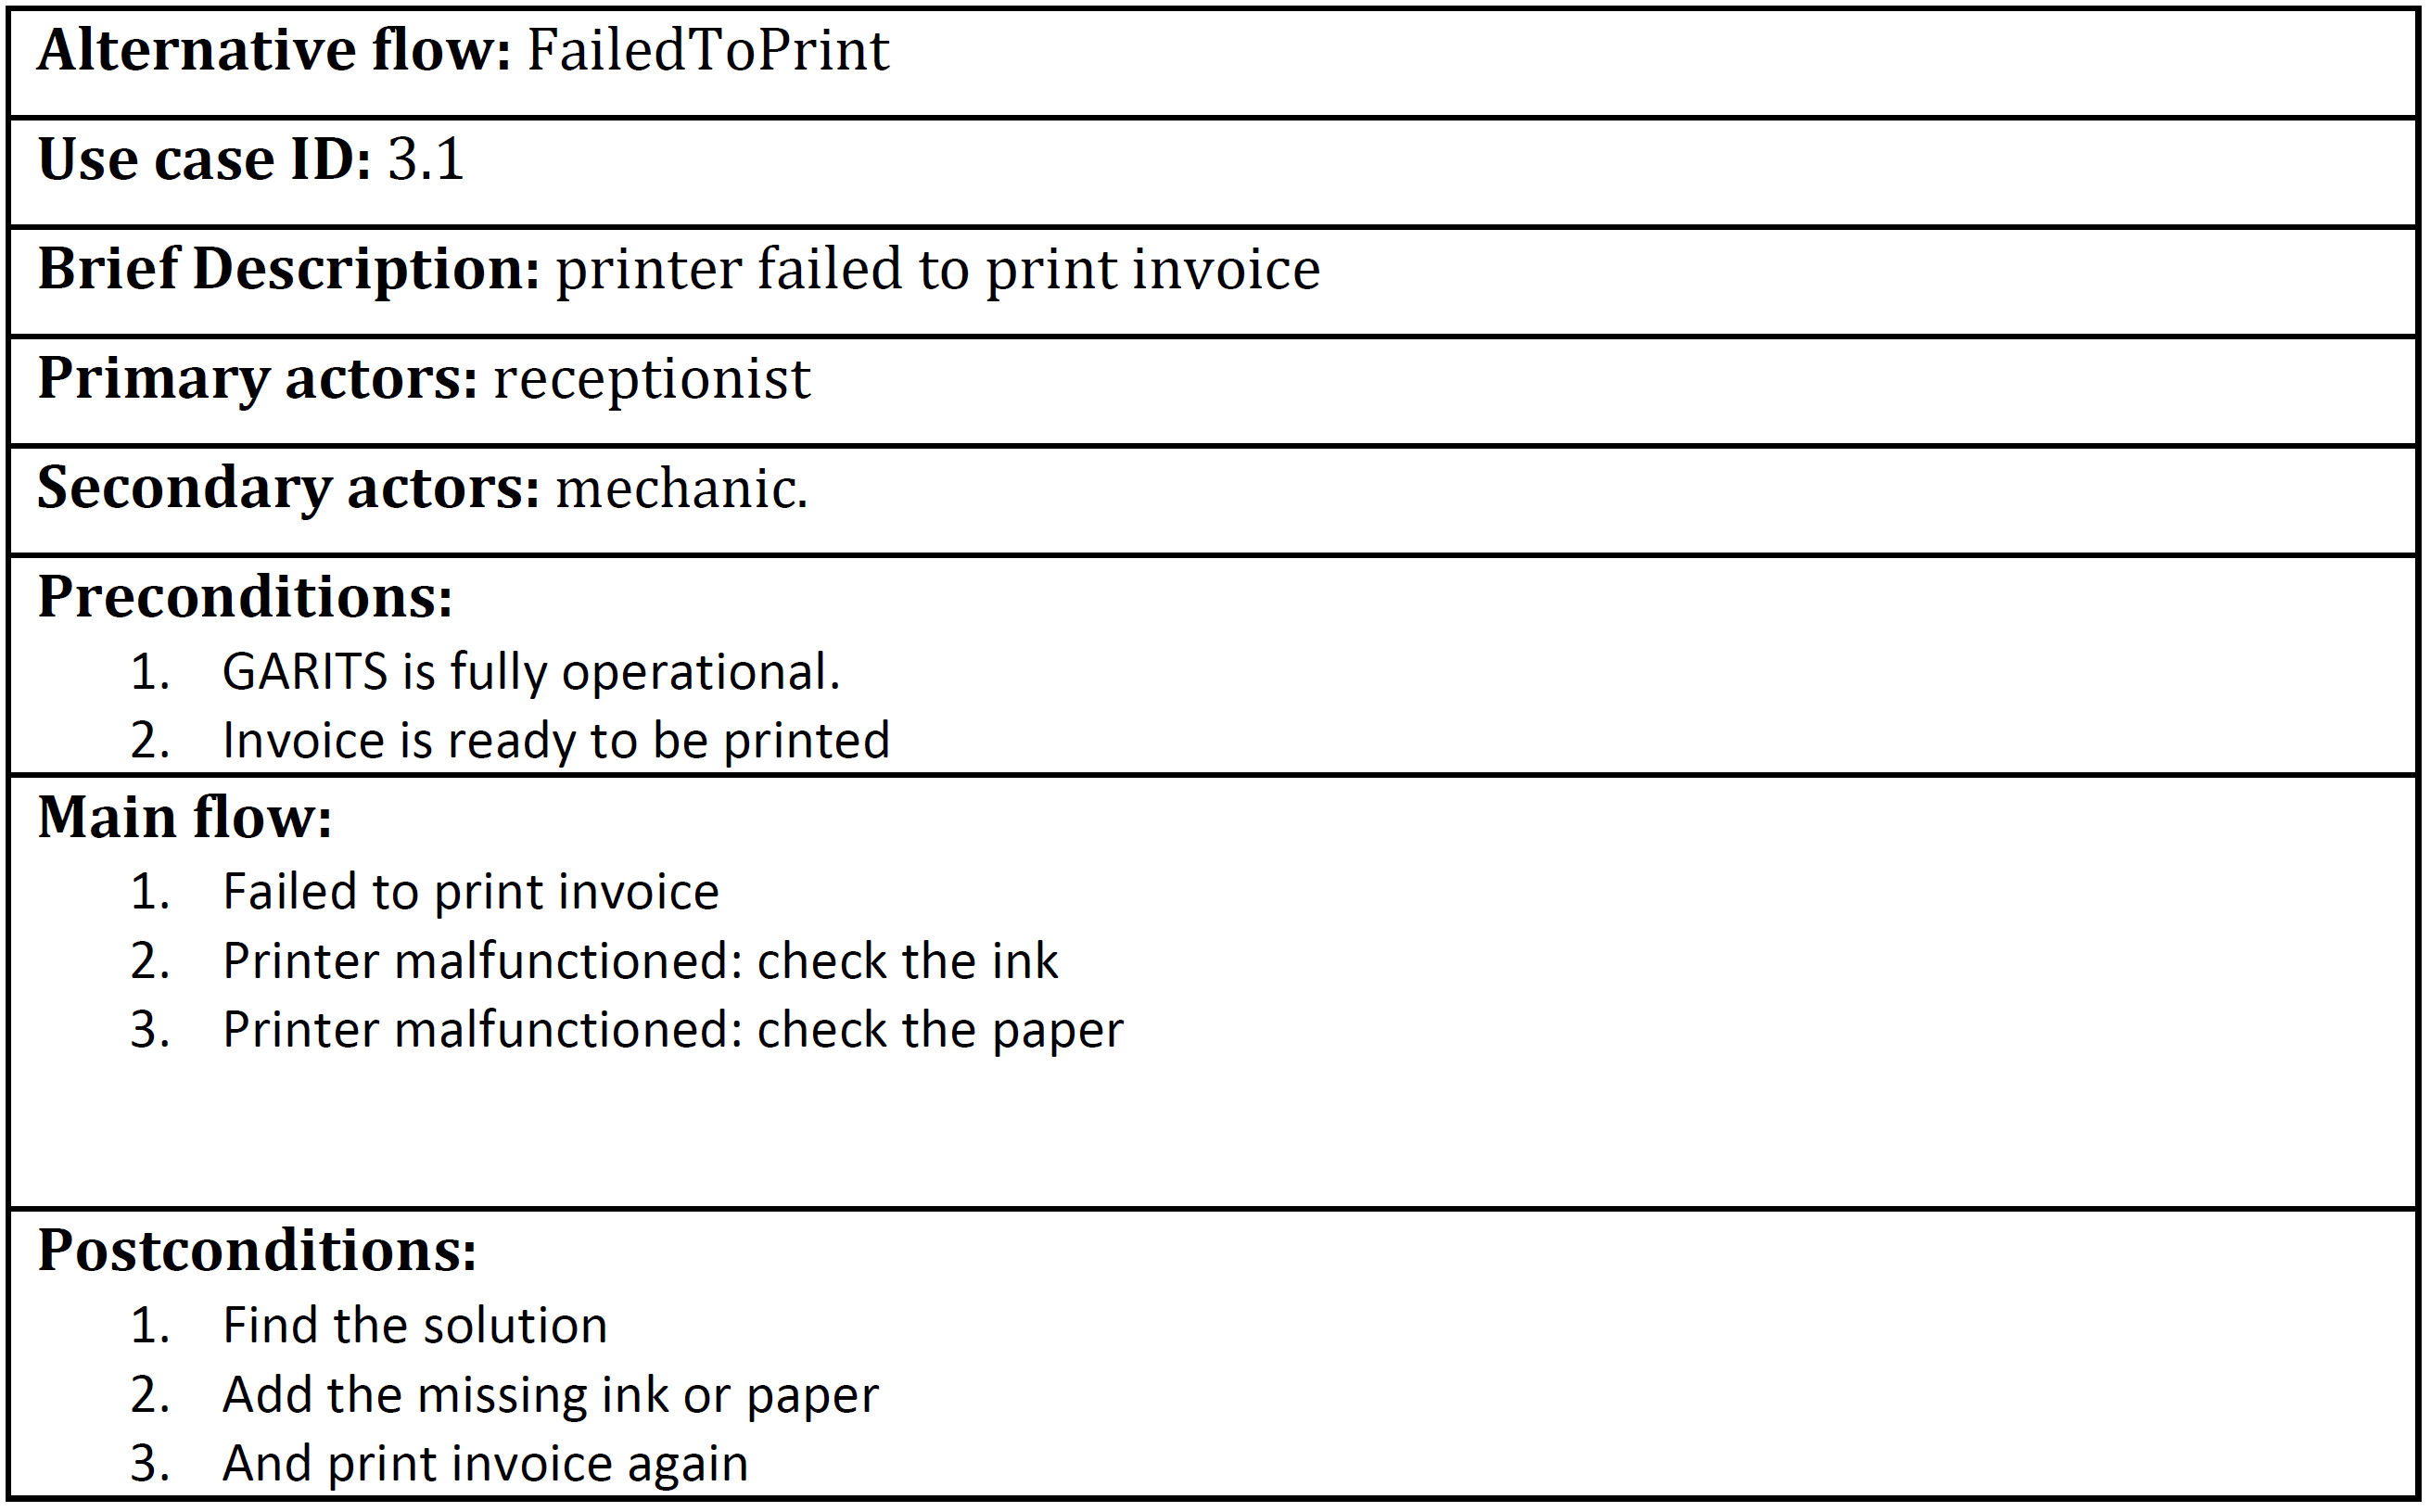 Alternative flow: FailedToPrint
Use case ID: 3.1
Brief Description: printer failed to print invoice
Primary actors: receptionist
Secondary actors: mechanic.
Preconditions:
1. GARITS is fully operational.
2. Invoice is ready to be printed
Main flow:
1. Failed to print invoice
2. Printer malfunctioned: check the ink
3. Printer malfunctioned: check the paper
Postconditions:
1. Find the solution
2. Add the missing ink or paper
3. And print invoice again